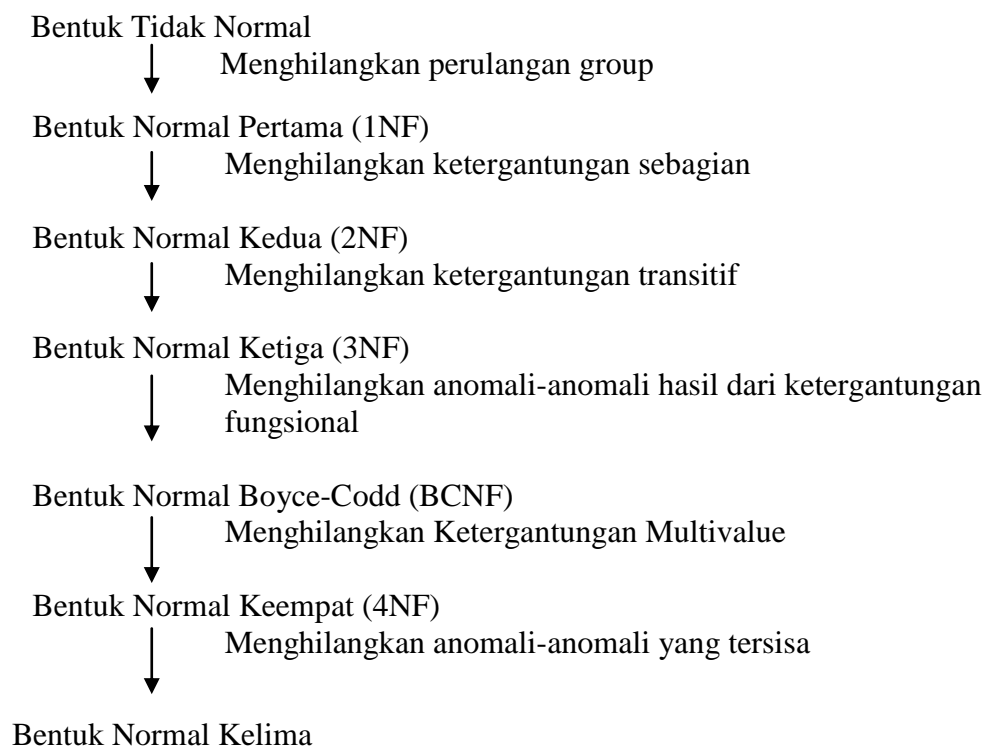 Bentuk Tidak Normal
Menghilangkan perulangan group
Bentuk Normal Pertama (1NF)
Menghilangkan ketergantungan sebagian
Bentuk Normal Kedua (2NF)
Menghilangkan ketergantungan transitif
Bentuk Normal Ketiga (3NF)
Menghilangkan anomali-anomali hasil dari ketergantungan
fungsional
Bentuk Normal Boyce-Codd (BCNF)
Menghilangkan Ketergantungan Multivalue
Bentuk Normal Keempat (4NF)
Menghilangkan anomali-anomali yang tersisa
Bentuk Normal Kelima